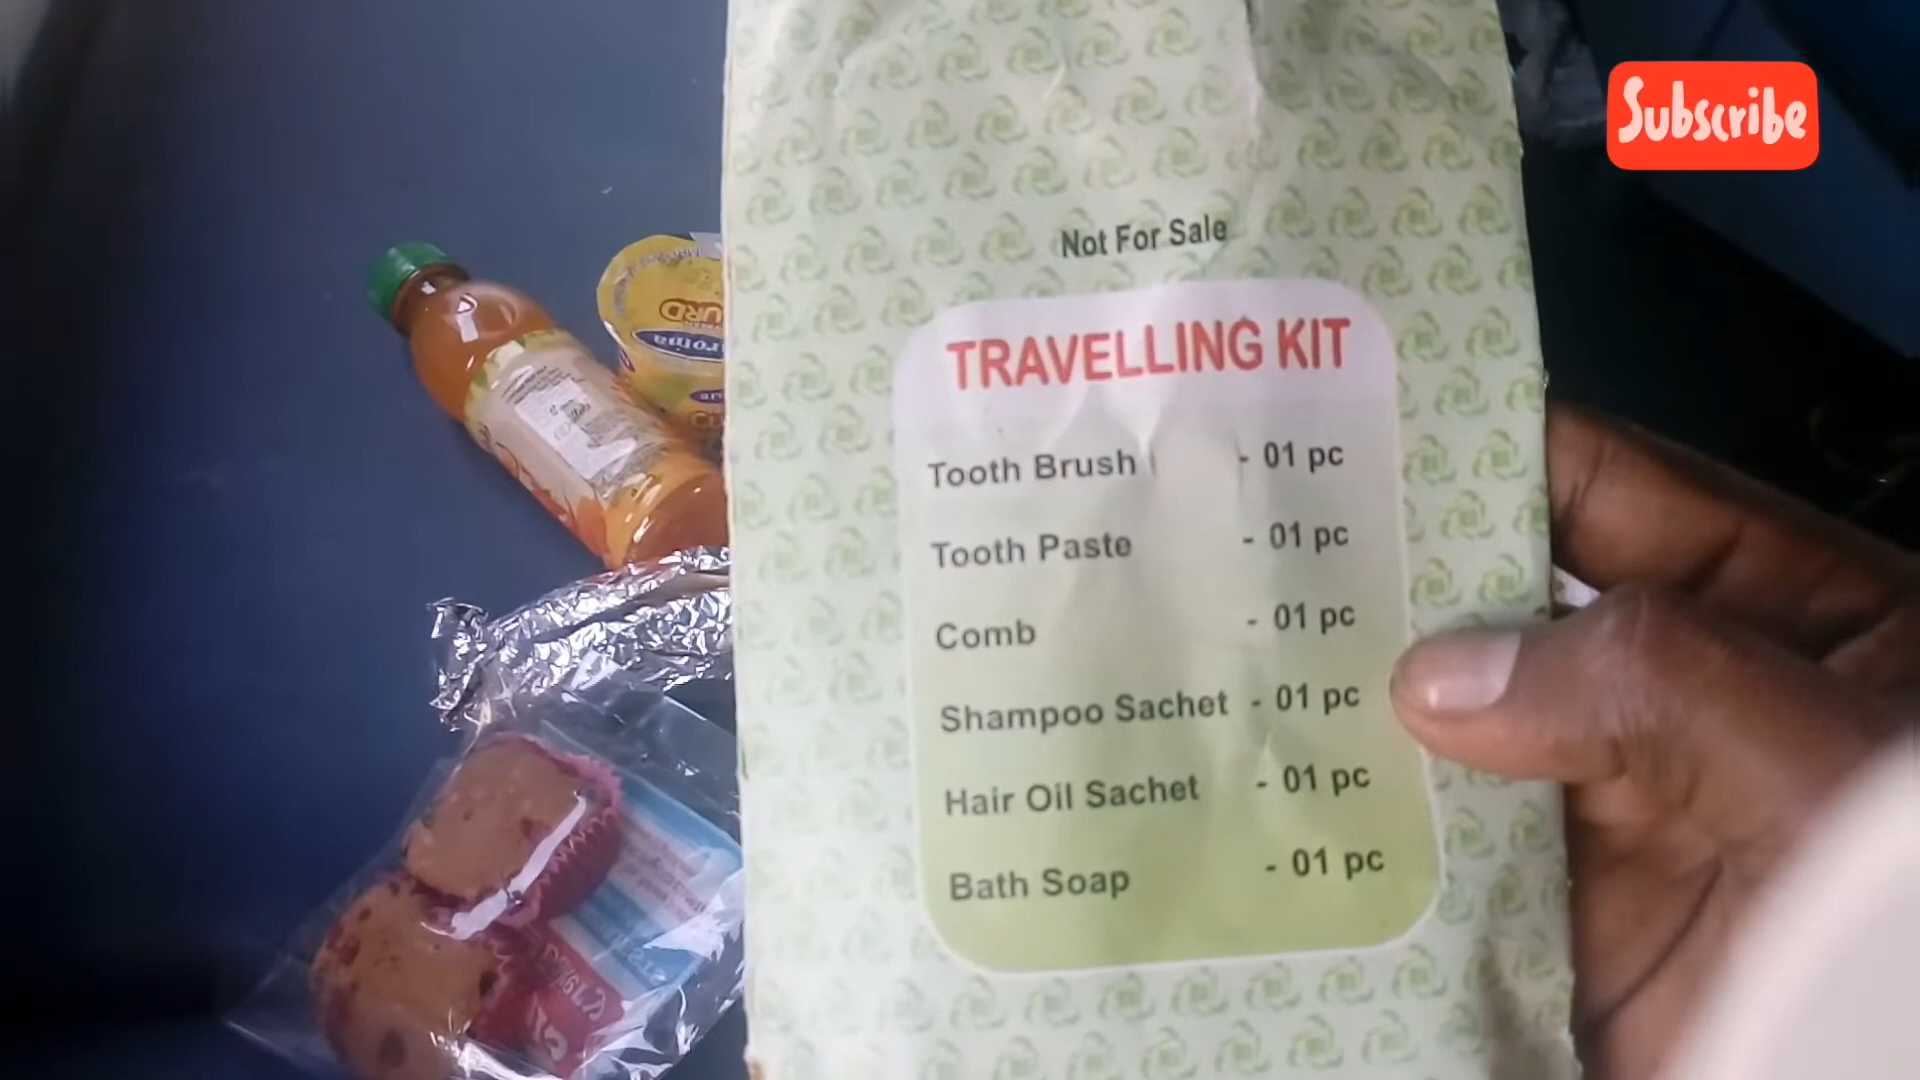 Subscribe
Not For Sale
TRAVELLING KIT
Tooth Brush - 01 pc
Tooth Paste - 01 pc
Comb - 01 pc
Shampoo Sachet - 01 pc
Hair Oil Sachet - 01 pc
Bath Soap - 01 pc